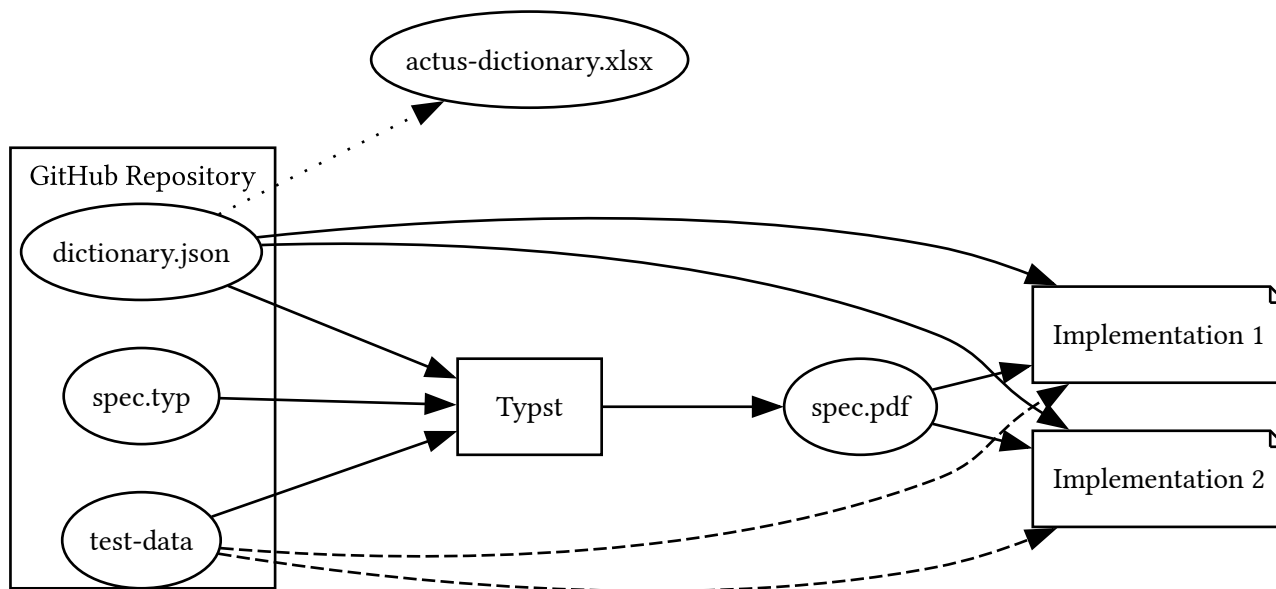 actus-dictionary.xlsx
GitHub Repository
dictionary.json
spec.typ
test-data
Typst
spec.pdf
Implementation 1
Implementation 2